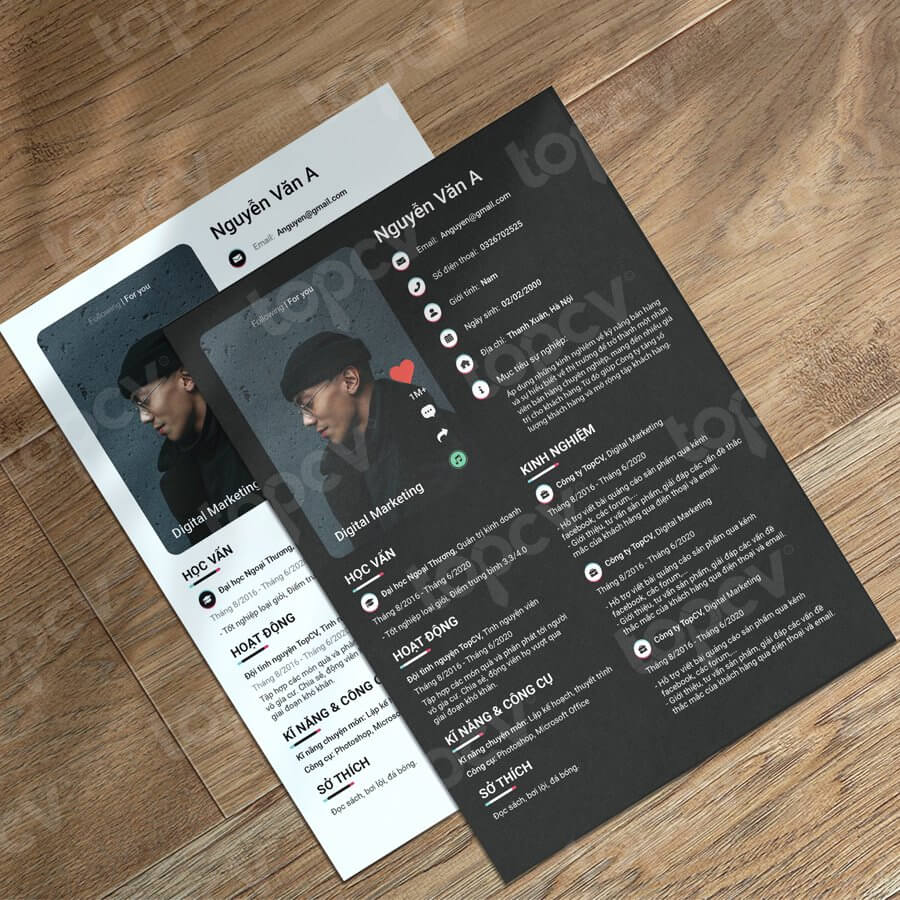 Nguyễn Văn A
Email: Anguyen@gmail.com
Following | For you
Digital Marketing
HỌC VẤN
Đại học Ngoại Thương,
Tháng 8/2016 - Tháng 6/2020
- Tốt nghiệp loại giỏi, Điểm
HOẠT ĐỘNG
Đội tình nguyện TopCV, Tình
Tháng 8/2016 - Tháng 6/2020
Tập hợp các món quà và phân
vô gia cư. Chia sẻ, động viên
giai đoạn khó khăn.
KĨ NĂNG & CÔNG
Kĩ năng chuyện môn: Lập kế
Công cụ: Photoshop,
SỞ THÍCH
Đọc sách, bơi lội, đá bóng.
Nguyễn Văn A
Email: Anguyen@gmail.com
Số điện thoại: 0326702525
Giới tính: Nam
Ngày sinh: 02/02/2000
Địa chỉ: Thanh Xuân, Hà Nội
Mục tiêu sự nghiệp:
Áp dụng những kinh nghiệm về kỹ năng bán hàng
và sự hiểu biết về thị trường để trở thành một nhân
viên bán hàng chuyên nghiệp, mang đến nhiều giá
trị cho khách hàng. Từ đó giúp Công ty tăng số
lượng khách hàng và mở rộng tập khách hàng.
Following | For you
1M+
Digital Marketing
HỌC VẤN
Đại học Ngoại Thương, Quản trị kinh doanh
Tháng 8/2016 - Tháng 6/2020
- Tốt nghiệp loại giỏi, Điểm trung bình 3.3/4.0
HOẠT ĐỘNG
Đội tình nguyện TopCV, Tình nguyện viên
Tháng 8/2016 - Tháng 6/2020
Tập hợp các món quà và phân phát tới người
vô gia cư. Chia sẻ, động viên họ vượt qua
giai đoạn khó khăn.
KĨ NĂNG & CÔNG CỤ
Kĩ năng chuyện môn: Lập kế hoạch, thuyết trình
Công cụ: Photoshop, Microsoft Office
SỞ THÍCH
Đọc sách, bơi lội, đá bóng.
KINH NGHIỆM
Công ty TopCV, Digital Marketing
Tháng 8/2016 - Tháng 6/2020
- Hỗ trợ viết bài quảng cáo sản phẩm qua kênh
facebook, các forum,...
- Giới thiệu, tư vấn sản phẩm, giải đáp các vấn đề thắc
mắc của khách hàng qua điện thoại và email.
Công ty TopCV, Digital Marketing
Tháng 8/2016 - Tháng 6/2020
- Hỗ trợ viết bài quảng cáo sản phẩm qua kênh
facebook, các forum,...
- Giới thiệu, tư vấn sản phẩm, giải đáp các vấn đề
thắc mắc của khách hàng qua điện thoại và email.
Công ty TopCV, Digital Marketing
Tháng 8/2016 - Tháng 6/2020
- Hỗ trợ viết bài quảng cáo sản phẩm qua kênh
facebook, các forum,...
- Giới thiệu, tư vấn sản phẩm, giải đáp các vấn đề
thắc mắc của khách hàng qua điện thoại và email.
topcv